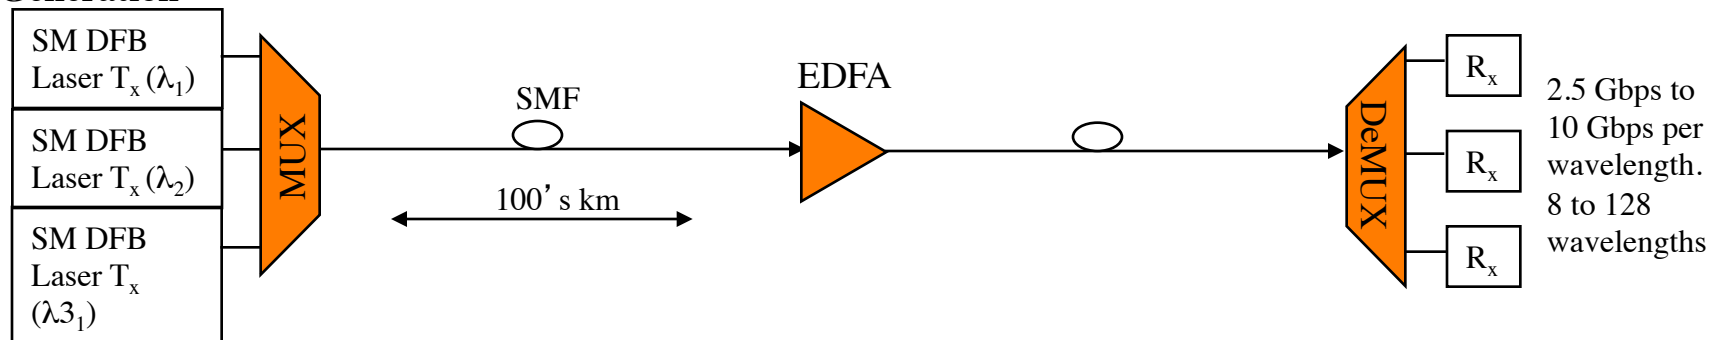 SM DFB
Laser Tx (λ1)
SM DFB
Laser Tx (λ2)
SM DFB
Laser Tx
(λ31)
MUX
SMF
100's km
EDFA
DeMUX
Rx
Rx
Rx
2.5 Gbps to
10 Gbps per
wavelength.
8 to 128
wavelengths